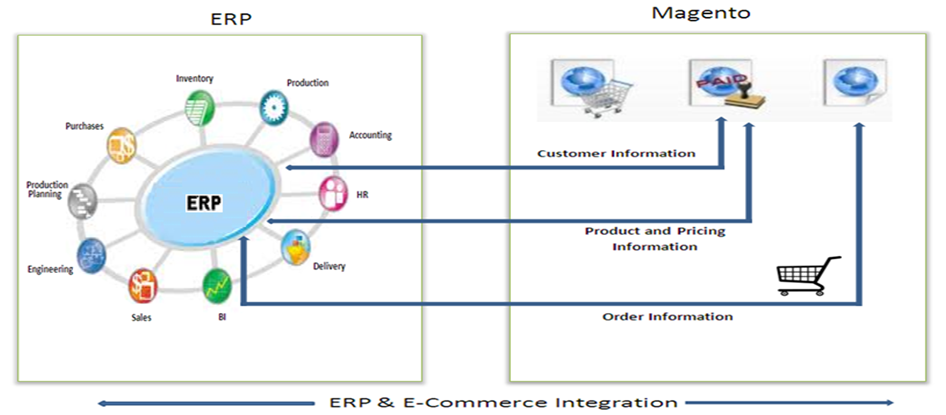 ERP
Magento
Inventory
Production
Purchases
Accounting
Production
Planning
ERP
HR
Engineering
Delivery
Sales
BI
PAID
Customer Information
Product and Pricing
Information
Order Information
ERP & E-Commerce Integration